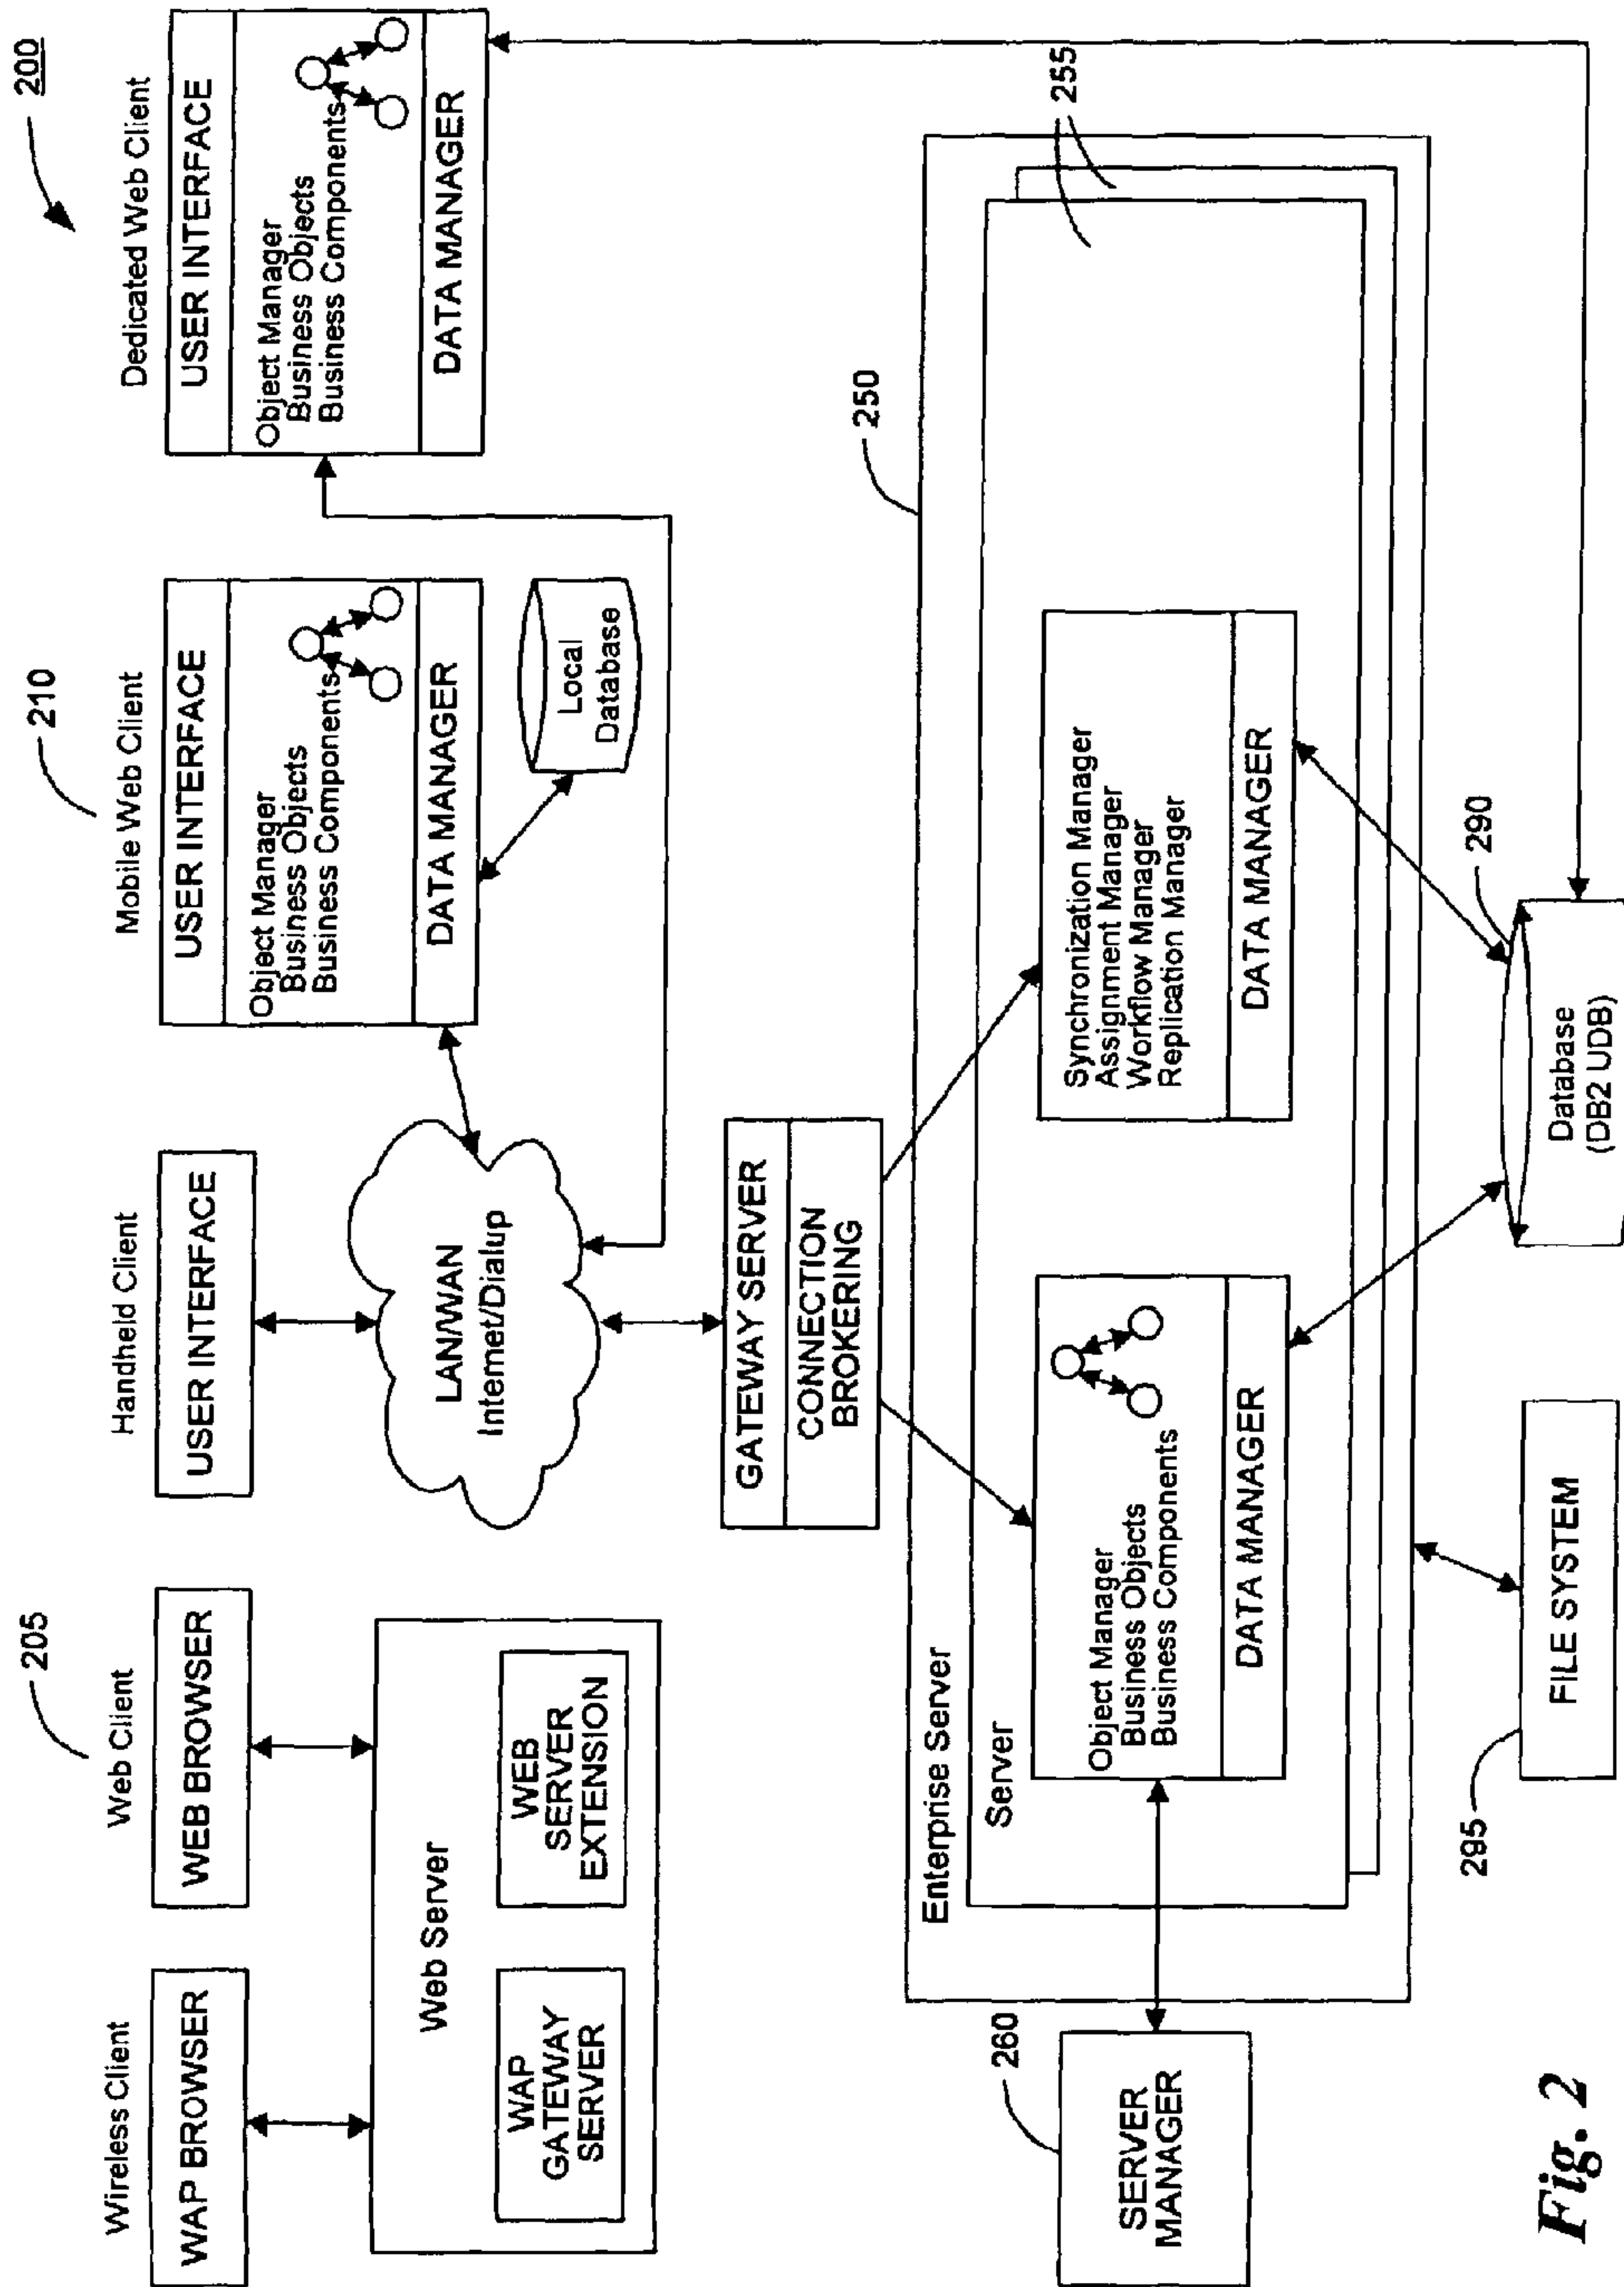 200
Wireless Client
WAP BROWSER
205
Web Client
WEB BROWSER
Web Server
WAP
GATEWAY
SERVER
WEB
SERVER
EXTENSION
Handheld Client
USER INTERFACE
LAN/WAN
Internet/Dialup
210
Mobile Web Client
USER INTERFACE
Object Manager
Business Objects
Business Components
DATA MANAGER
Local
Database
Dedicated Web Client
USER INTERFACE
Object Manager
Business Objects
Business Components
DATA MANAGER
GATEWAY SERVER
CONNECTION
BROKERING
250
Enterprise Server
Server
255
Object Manager
Business Objects
Business Components
DATA MANAGER
Synchronization Manager
Assignment Manager
Workflow Manager
Replication Manager
DATA MANAGER
260
SERVER
MANAGER
295
FILE SYSTEM
290
Database
(DB2 UDB)
Fig. 2